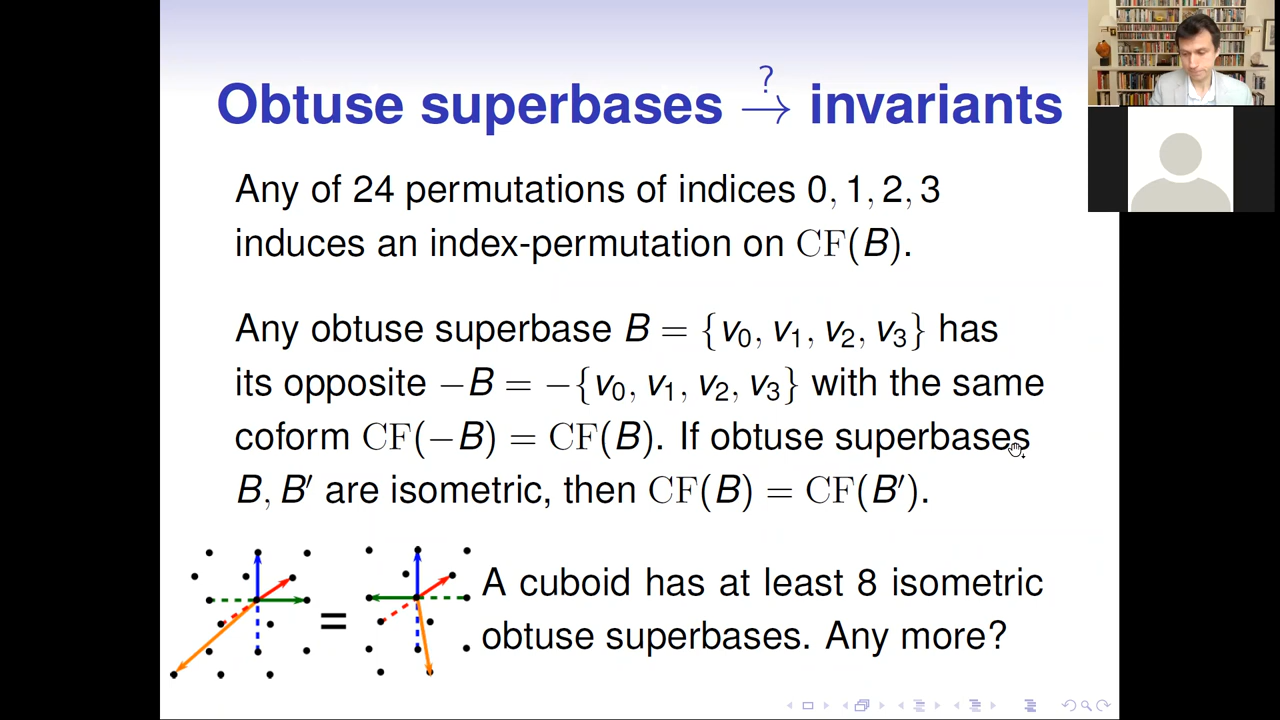 Obtuse superbases →? invariants
Any of 24 permutations of indices 0, 1, 2, 3
induces an index-permutation on CF(B).
Any obtuse superbase B = {v₀, v₁, v₂, v₃} has
its opposite −B = −{v₀, v₁, v₂, v₃} with the same
coform CF(−B) = CF(B). If obtuse superbases
B, B′ are isometric, then CF(B) = CF(B′).
=
A cuboid has at least 8 isometric
obtuse superbases. Any more?